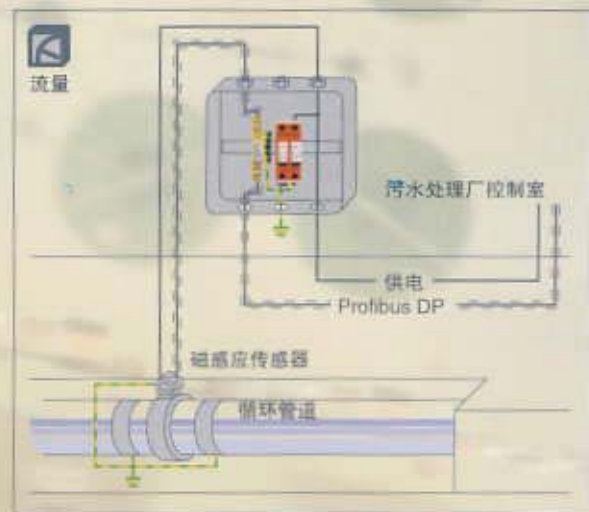 流量
污水处理厂控制室
供电
Profibus DP
磁感应传感器
循环管道